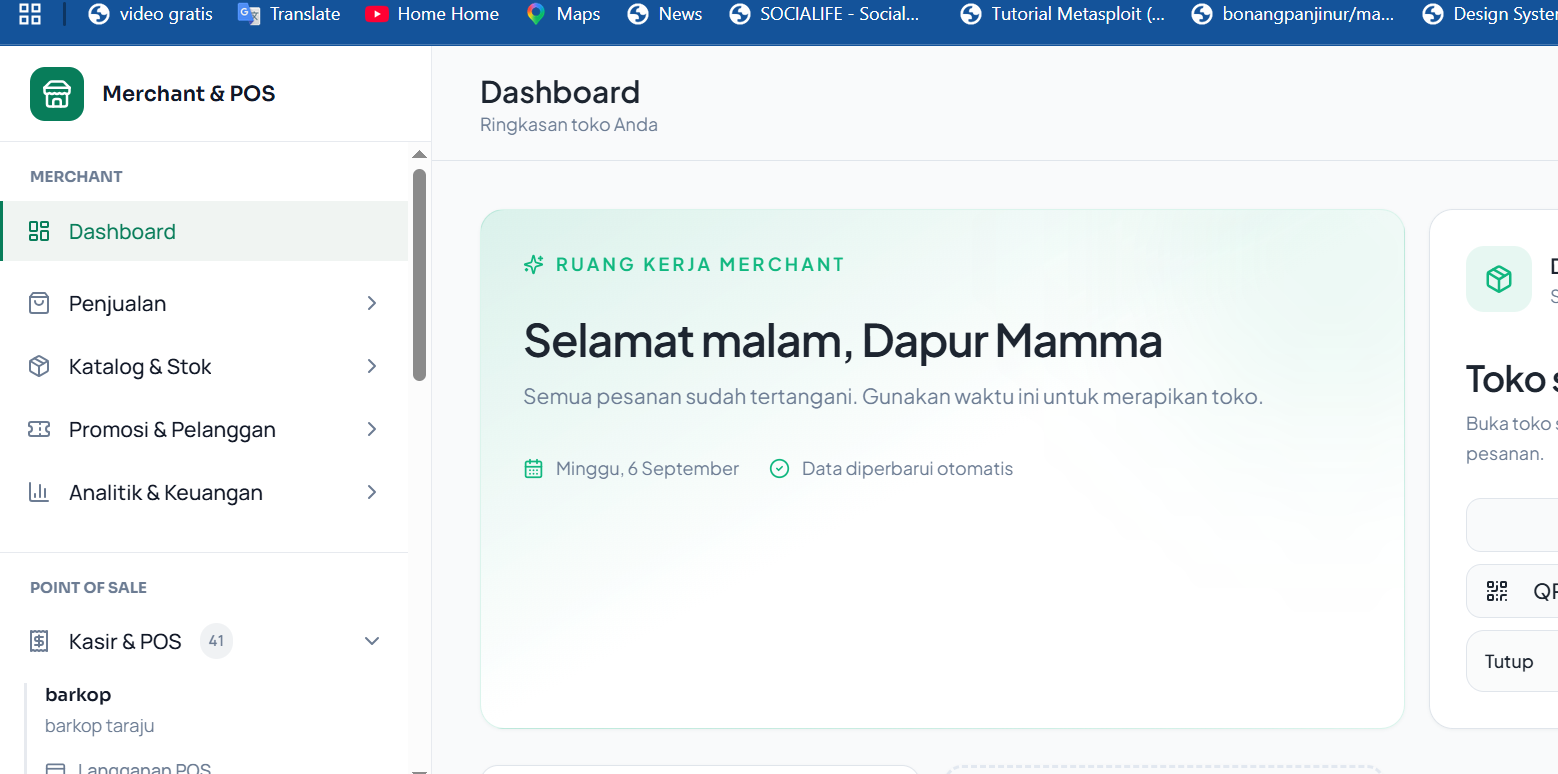 video gratis
Translate
Home Home
Maps
News
SOCIALIFE - Social...
Tutorial Metasploit (...
bonangpanjinur/ma...
Design
Merchant & POS
MERCHANT
Dashboard
Penjualan
Katalog & Stok
Promosi & Pelanggan
Analitik & Keuangan
POINT OF SALE
Kasir & POS 41
barkop
barkop taraju
Langganan POS
Dashboard
Ringkasan toko Anda
RUANG KERJA MERCHANT
Selamat malam, Dapur Mamma
Semua pesanan sudah tertangani. Gunakan waktu ini untuk merapikan toko.
Minggu, 6 September
Data diperbarui otomatis
Toko
Buka toko
pesanan.
Tutup